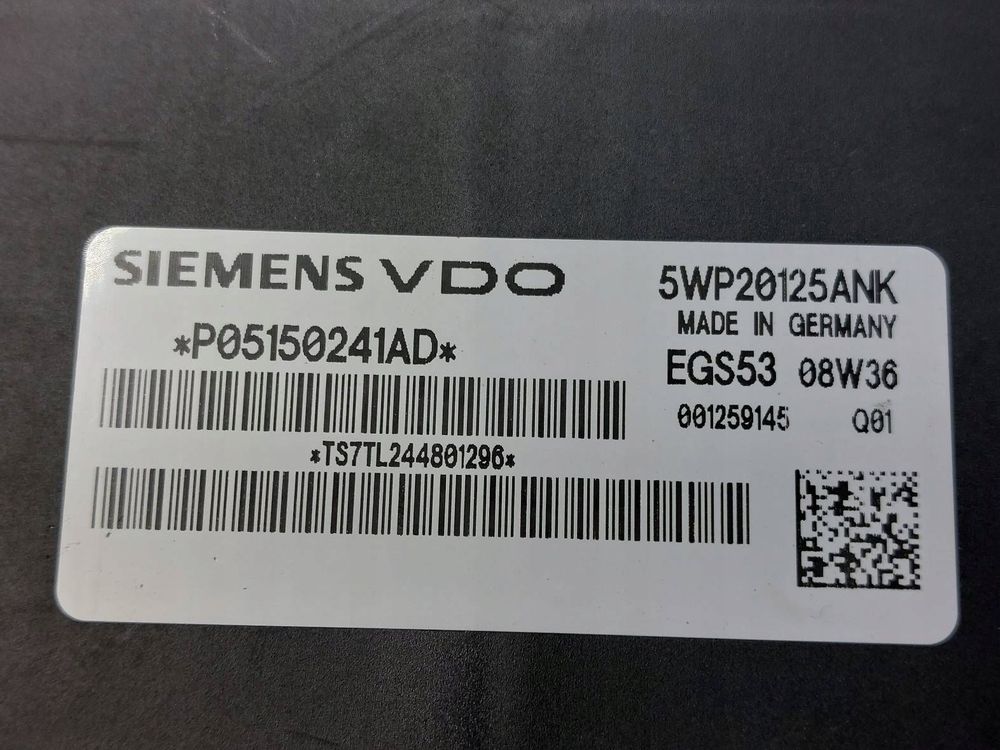 SIEMENS VDO
*P05150241AD*
*TS7TL244801296*
5WP20125ANK
MADE IN GERMANY
EGS53 08W36
001259145 Q01